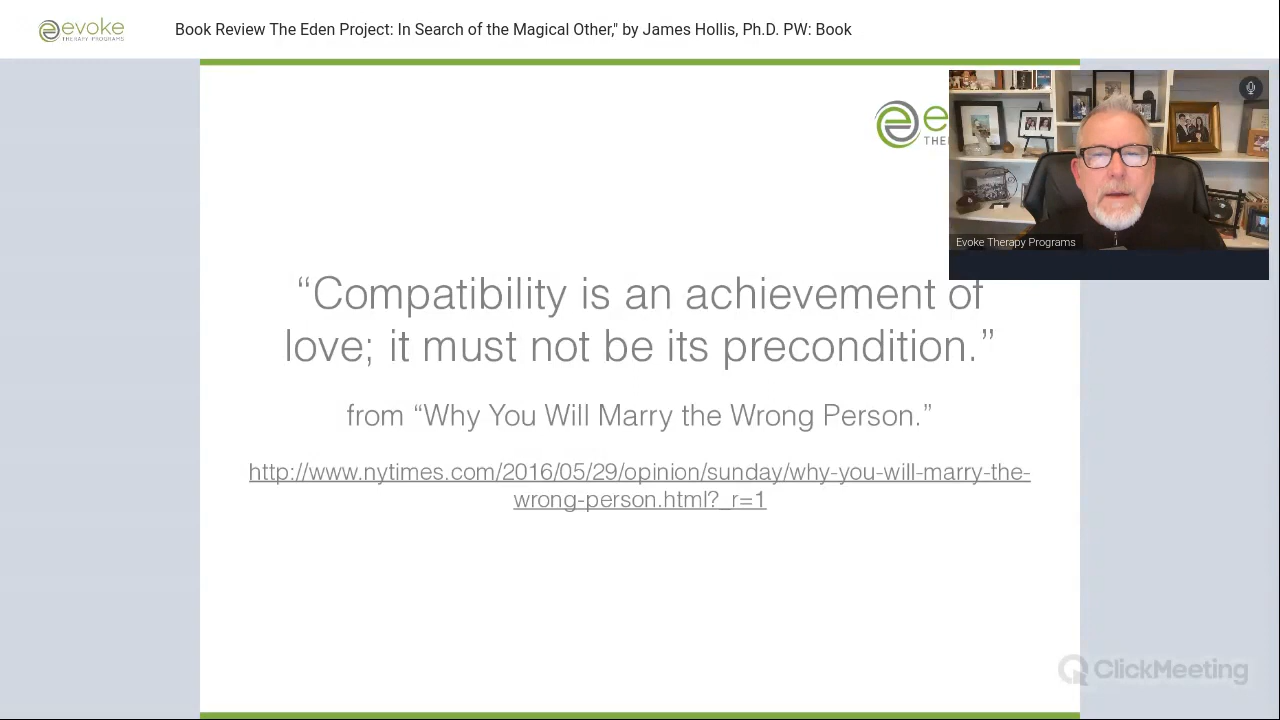 evoke
THERAPY PROGRAMS
Book Review The Eden Project: In Search of the Magical Other," by James Hollis, Ph.D. PW: Book
e
THE
Evoke Therapy Programs
“Compatibility is an achievement of
love; it must not be its precondition.”
from “Why You Will Marry the Wrong Person.”
http://www.nytimes.com/2016/05/29/opinion/sunday/why-you-will-marry-the-
wrong-person.html?_r=1
ClickMeeting